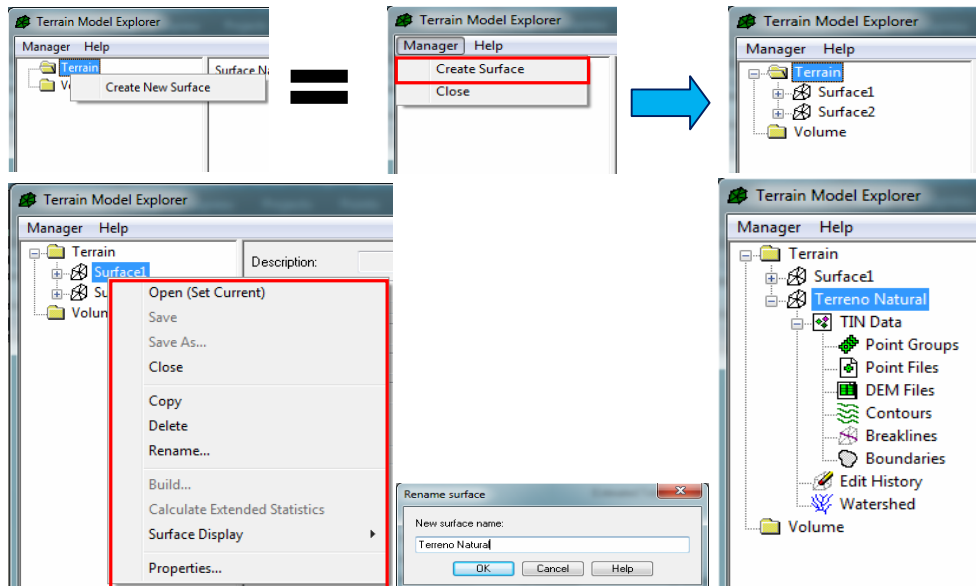 Terrain Model Explorer
Manager Help
Terrain
Create New Surface
Surface Na
V
Terrain Model Explorer
Manager Help
Create Surface
Close
Terrain Model Explorer
Manager Help
Terrain
Surface1
Surface2
Volume
Terrain Model Explorer
Manager Help
Terrain
Surface1
Su
Volun
Description:
Open (Set Current)
Save
Save As...
Close
Copy
Delete
Rename...
Build...
Calculate Extended Statistics
Surface Display
Properties...
Rename surface
New surface name:
Terreno Natural
OK Cancel Help
Terrain Model Explorer
Manager Help
Terrain
Surface1
Terreno Natural
TIN Data
Point Groups
Point Files
DEM Files
Contours
Breaklines
Boundaries
Edit History
Watershed
Volume